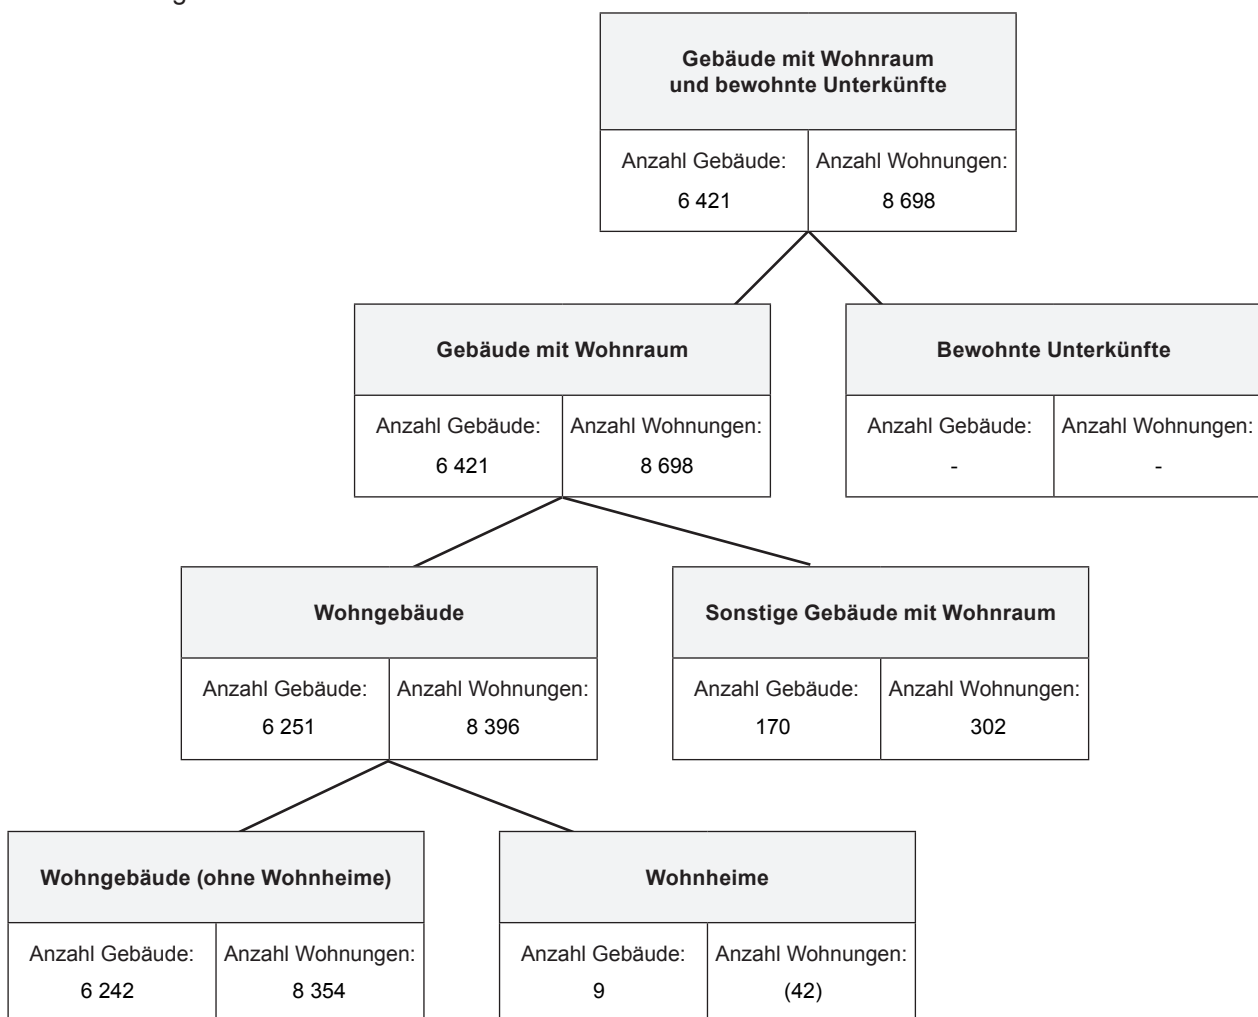 Gebäude mit Wohnraum
und bewohnte Unterkünfte
Anzahl Gebäude: Anzahl Wohnungen:
6 421 8 698
Gebäude mit Wohnraum
Anzahl Gebäude: Anzahl Wohnungen:
6 421 8 698
Bewohnte Unterkünfte
Anzahl Gebäude: Anzahl Wohnungen:
- -
Wohngebäude
Anzahl Gebäude: Anzahl Wohnungen:
6 251 8 396
Sonstige Gebäude mit Wohnraum
Anzahl Gebäude: Anzahl Wohnungen:
170 302
Wohngebäude (ohne Wohnheime)
Anzahl Gebäude: Anzahl Wohnungen:
6 242 8 354
Wohnheime
Anzahl Gebäude: Anzahl Wohnungen:
9 (42)